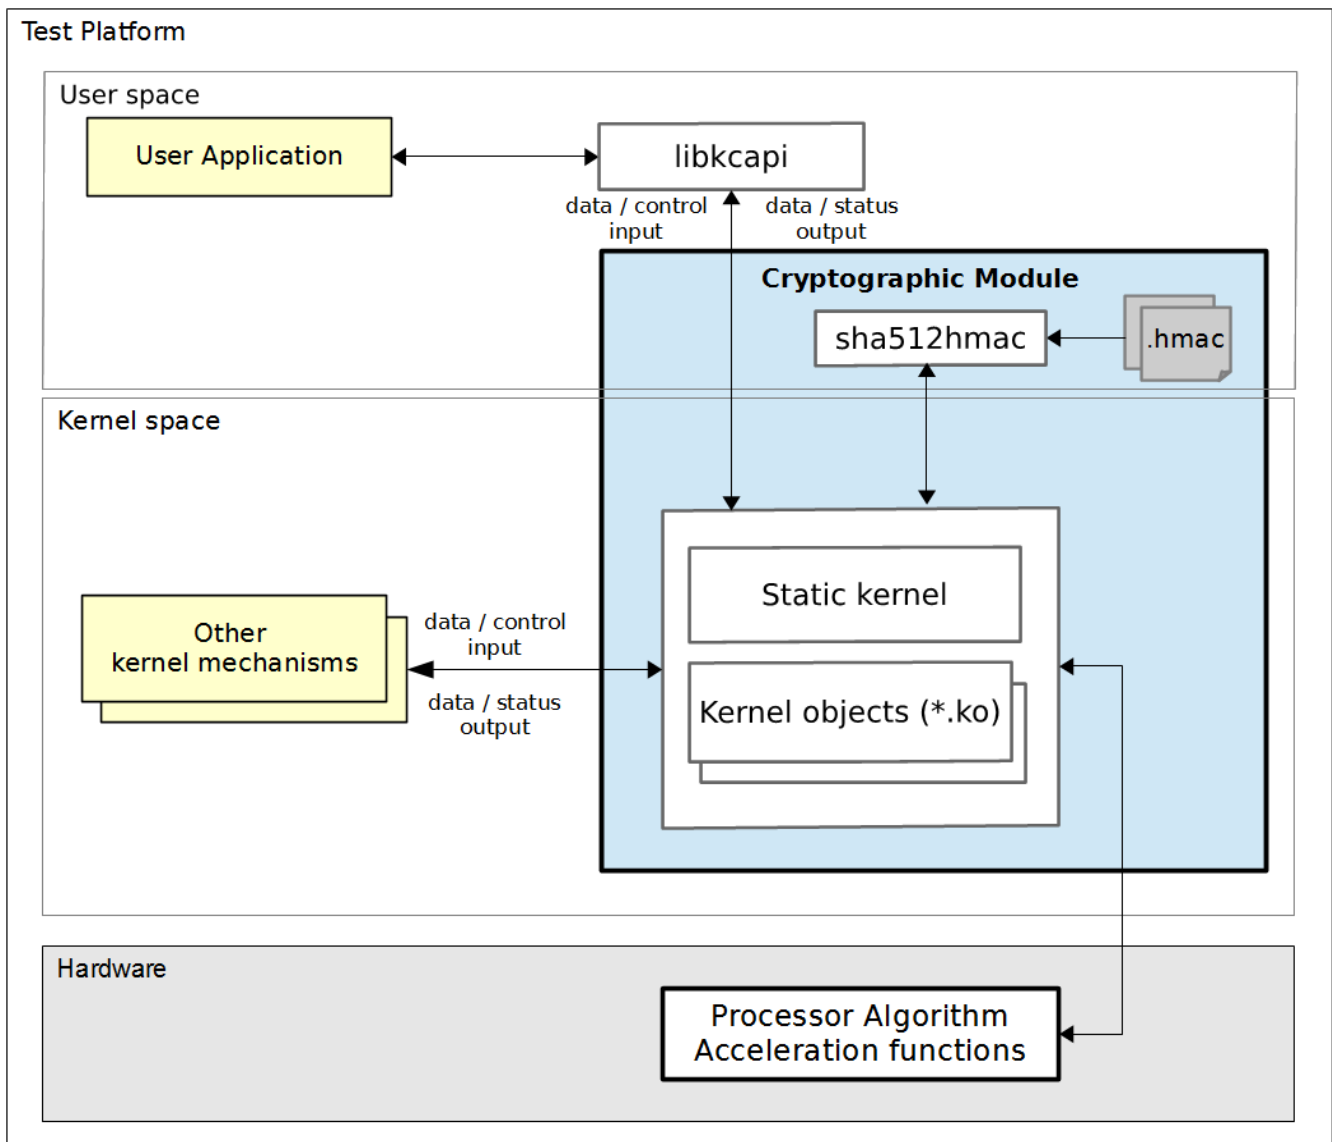 Test Platform
User space
User Application
libkcapi
data / control
input
data / status
output
Cryptographic Module
sha512hmac
.hmac
Kernel space
Static kernel
Other
kernel mechanisms
data / control
input
data / status
output
Kernel objects (*.ko)
Hardware
Processor Algorithm
Acceleration functions